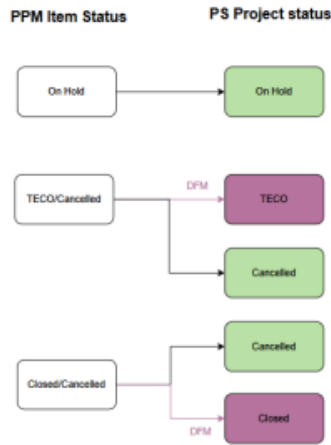 PPM Item Status
PS Project status
On Hold
On Hold
TECO/Cancelled
DFM
TECO
Cancelled
Cancelled
Closed/Cancelled
DFM
Closed